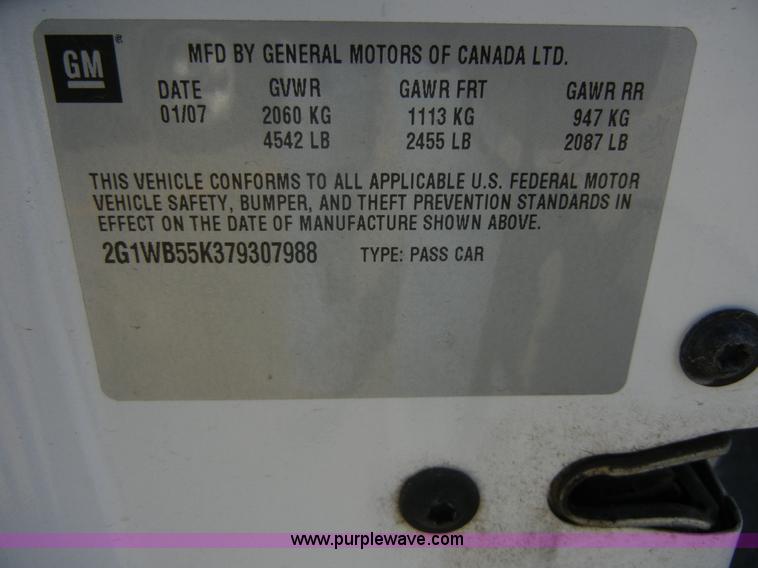 GM®
MFD BY GENERAL MOTORS OF CANADA LTD.
DATE GVWR GAWR FRT GAWR RR
01/07 2060 KG 1113 KG 947 KG
4542 LB 2455 LB 2087 LB
THIS VEHICLE CONFORMS TO ALL APPLICABLE U.S. FEDERAL MOTOR
VEHICLE SAFETY, BUMPER, AND THEFT PREVENTION STANDARDS IN
EFFECT ON THE DATE OF MANUFACTURE SHOWN ABOVE.
2G1WB55K379307988 TYPE: PASS CAR
www.purplewave.com